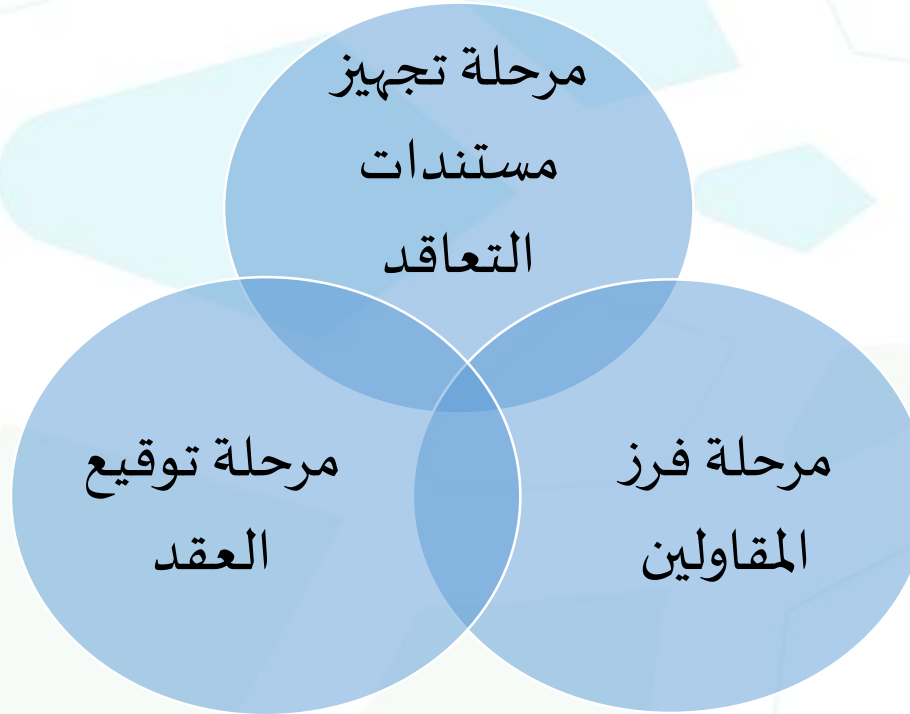 مرحلة تجهيز
مستندات
التعاقد
مرحلة فرز
المقاولين
مرحلة توقيع
العقد